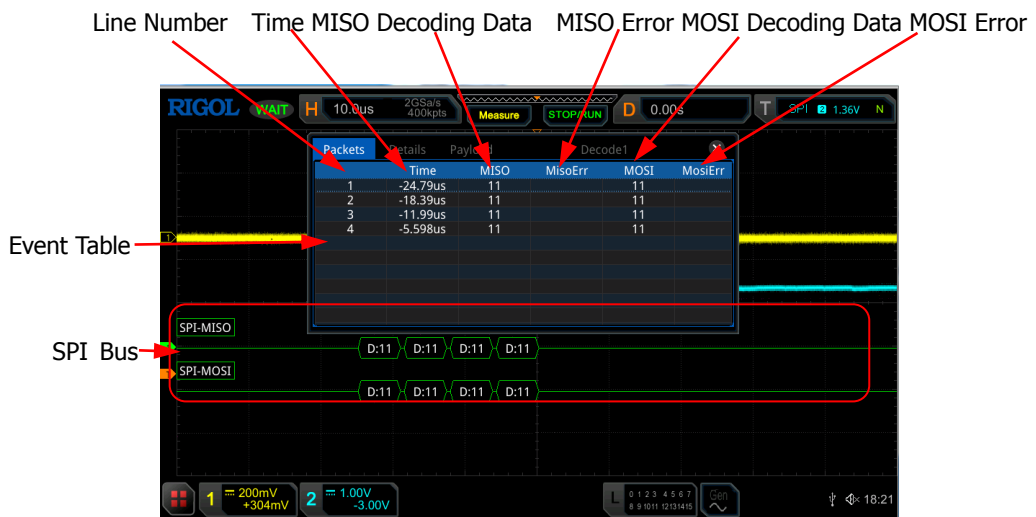 Line Number Time MISO Decoding Data MISO Error MOSI Decoding Data MOSI Error
RIGOL WAIT H 10.0us 2GSa/s 400kpts Measure STOP/RUN D 0.00s T SPI 2 1.36V N
Packets Details Payload Decode1
Time MISO MisoErr MOSI MosiErr
1 -24.79us 11 11
2 -18.39us 11 11
3 -11.99us 11 11
4 -5.598us 11 11
1
Event Table
SPI-MISO
SPI Bus
D:11 D:11 D:11 D:11
SPI-MOSI
D:11 D:11 D:11 D:11
1 200mV +304mV 2 1.00V -3.00V L 0 1 2 3 4 5 6 7 8 9 10 11 12 13 14 15 Gen 18:21